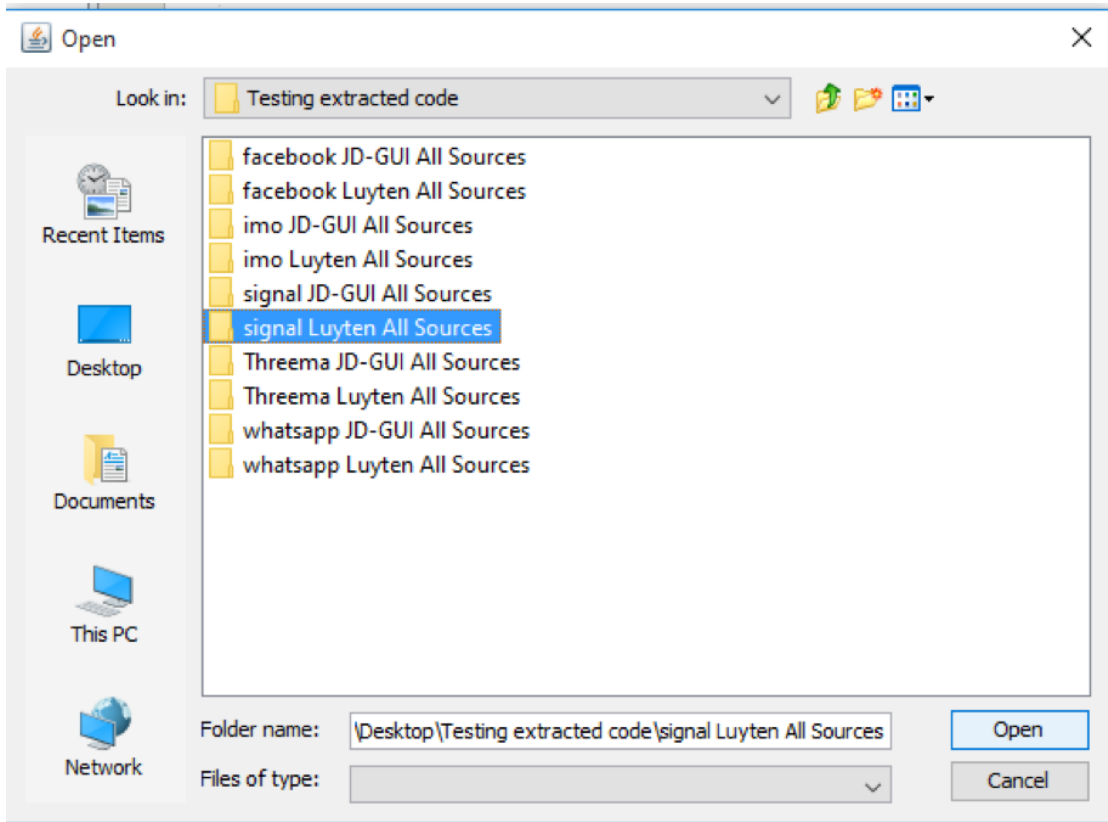 Open
Look in:
Testing extracted code
facebook JD-GUI All Sources
facebook Luyten All Sources
imo JD-GUI All Sources
imo Luyten All Sources
signal JD-GUI All Sources
signal Luyten All Sources
Threema JD-GUI All Sources
Threema Luyten All Sources
whatsapp JD-GUI All Sources
whatsapp Luyten All Sources
Recent Items
Desktop
Documents
This PC
Network
Folder name:
\Desktop\Testing extracted code\signal Luyten All Sources
Open
Files of type:
Cancel